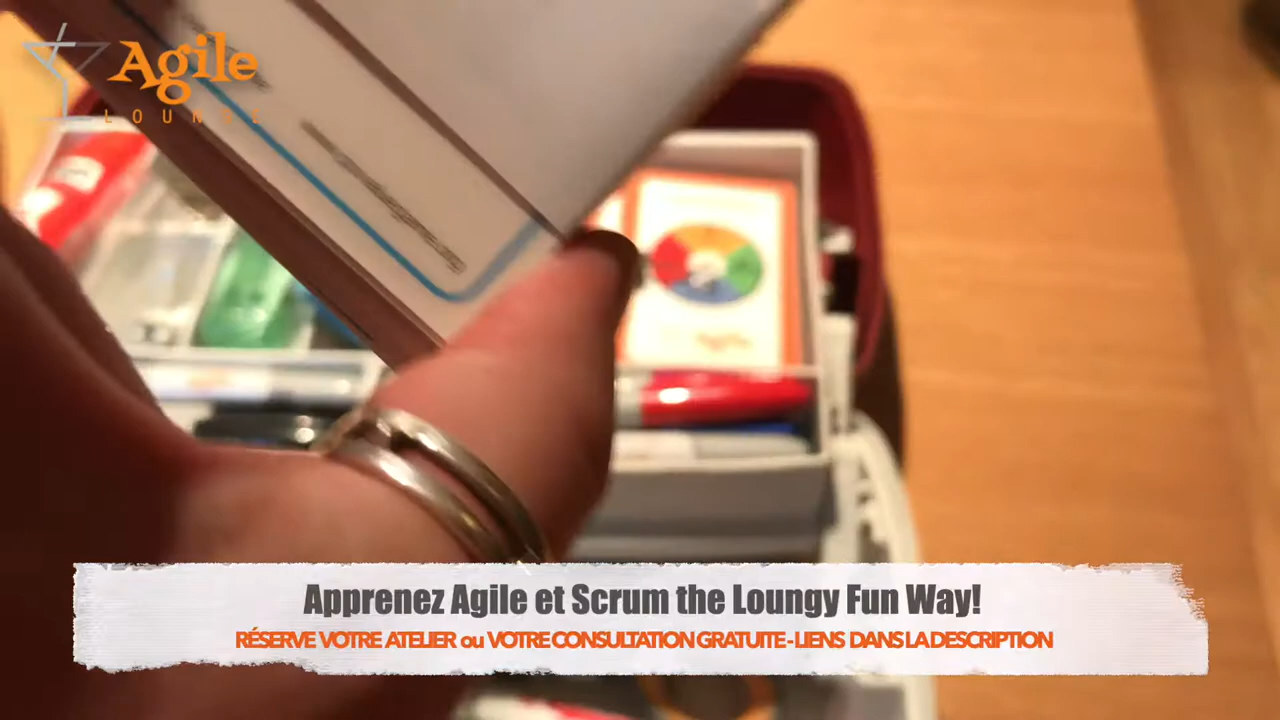 Agile
LOUNGE
Apprenez Agile et Scrum the Loungy Fun Way!
RÉSERVE VOTRE ATELIER ou VOTRE CONSULTATION GRATUITE - LIENS DANS LA DESCRIPTION